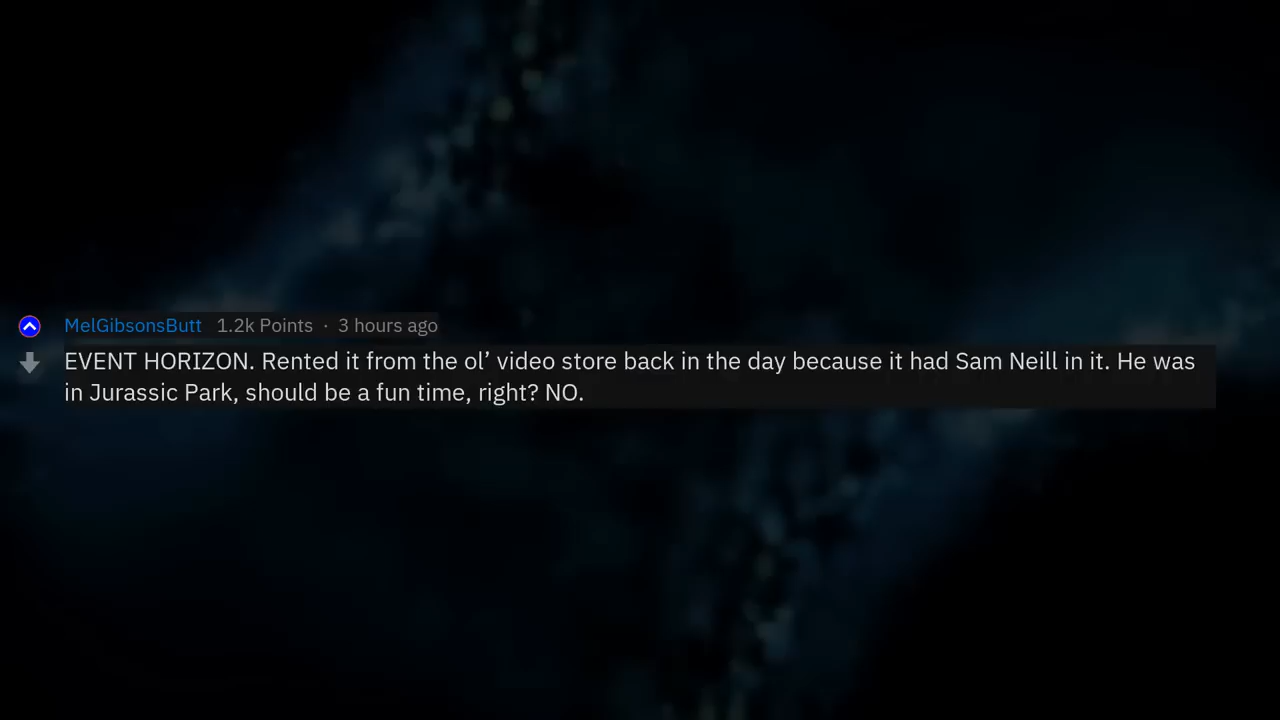 MelGibsonsButt 1.2k Points · 3 hours ago
EVENT HORIZON. Rented it from the ol’ video store back in the day because it had Sam Neill in it. He was
in Jurassic Park, should be a fun time, right? NO.